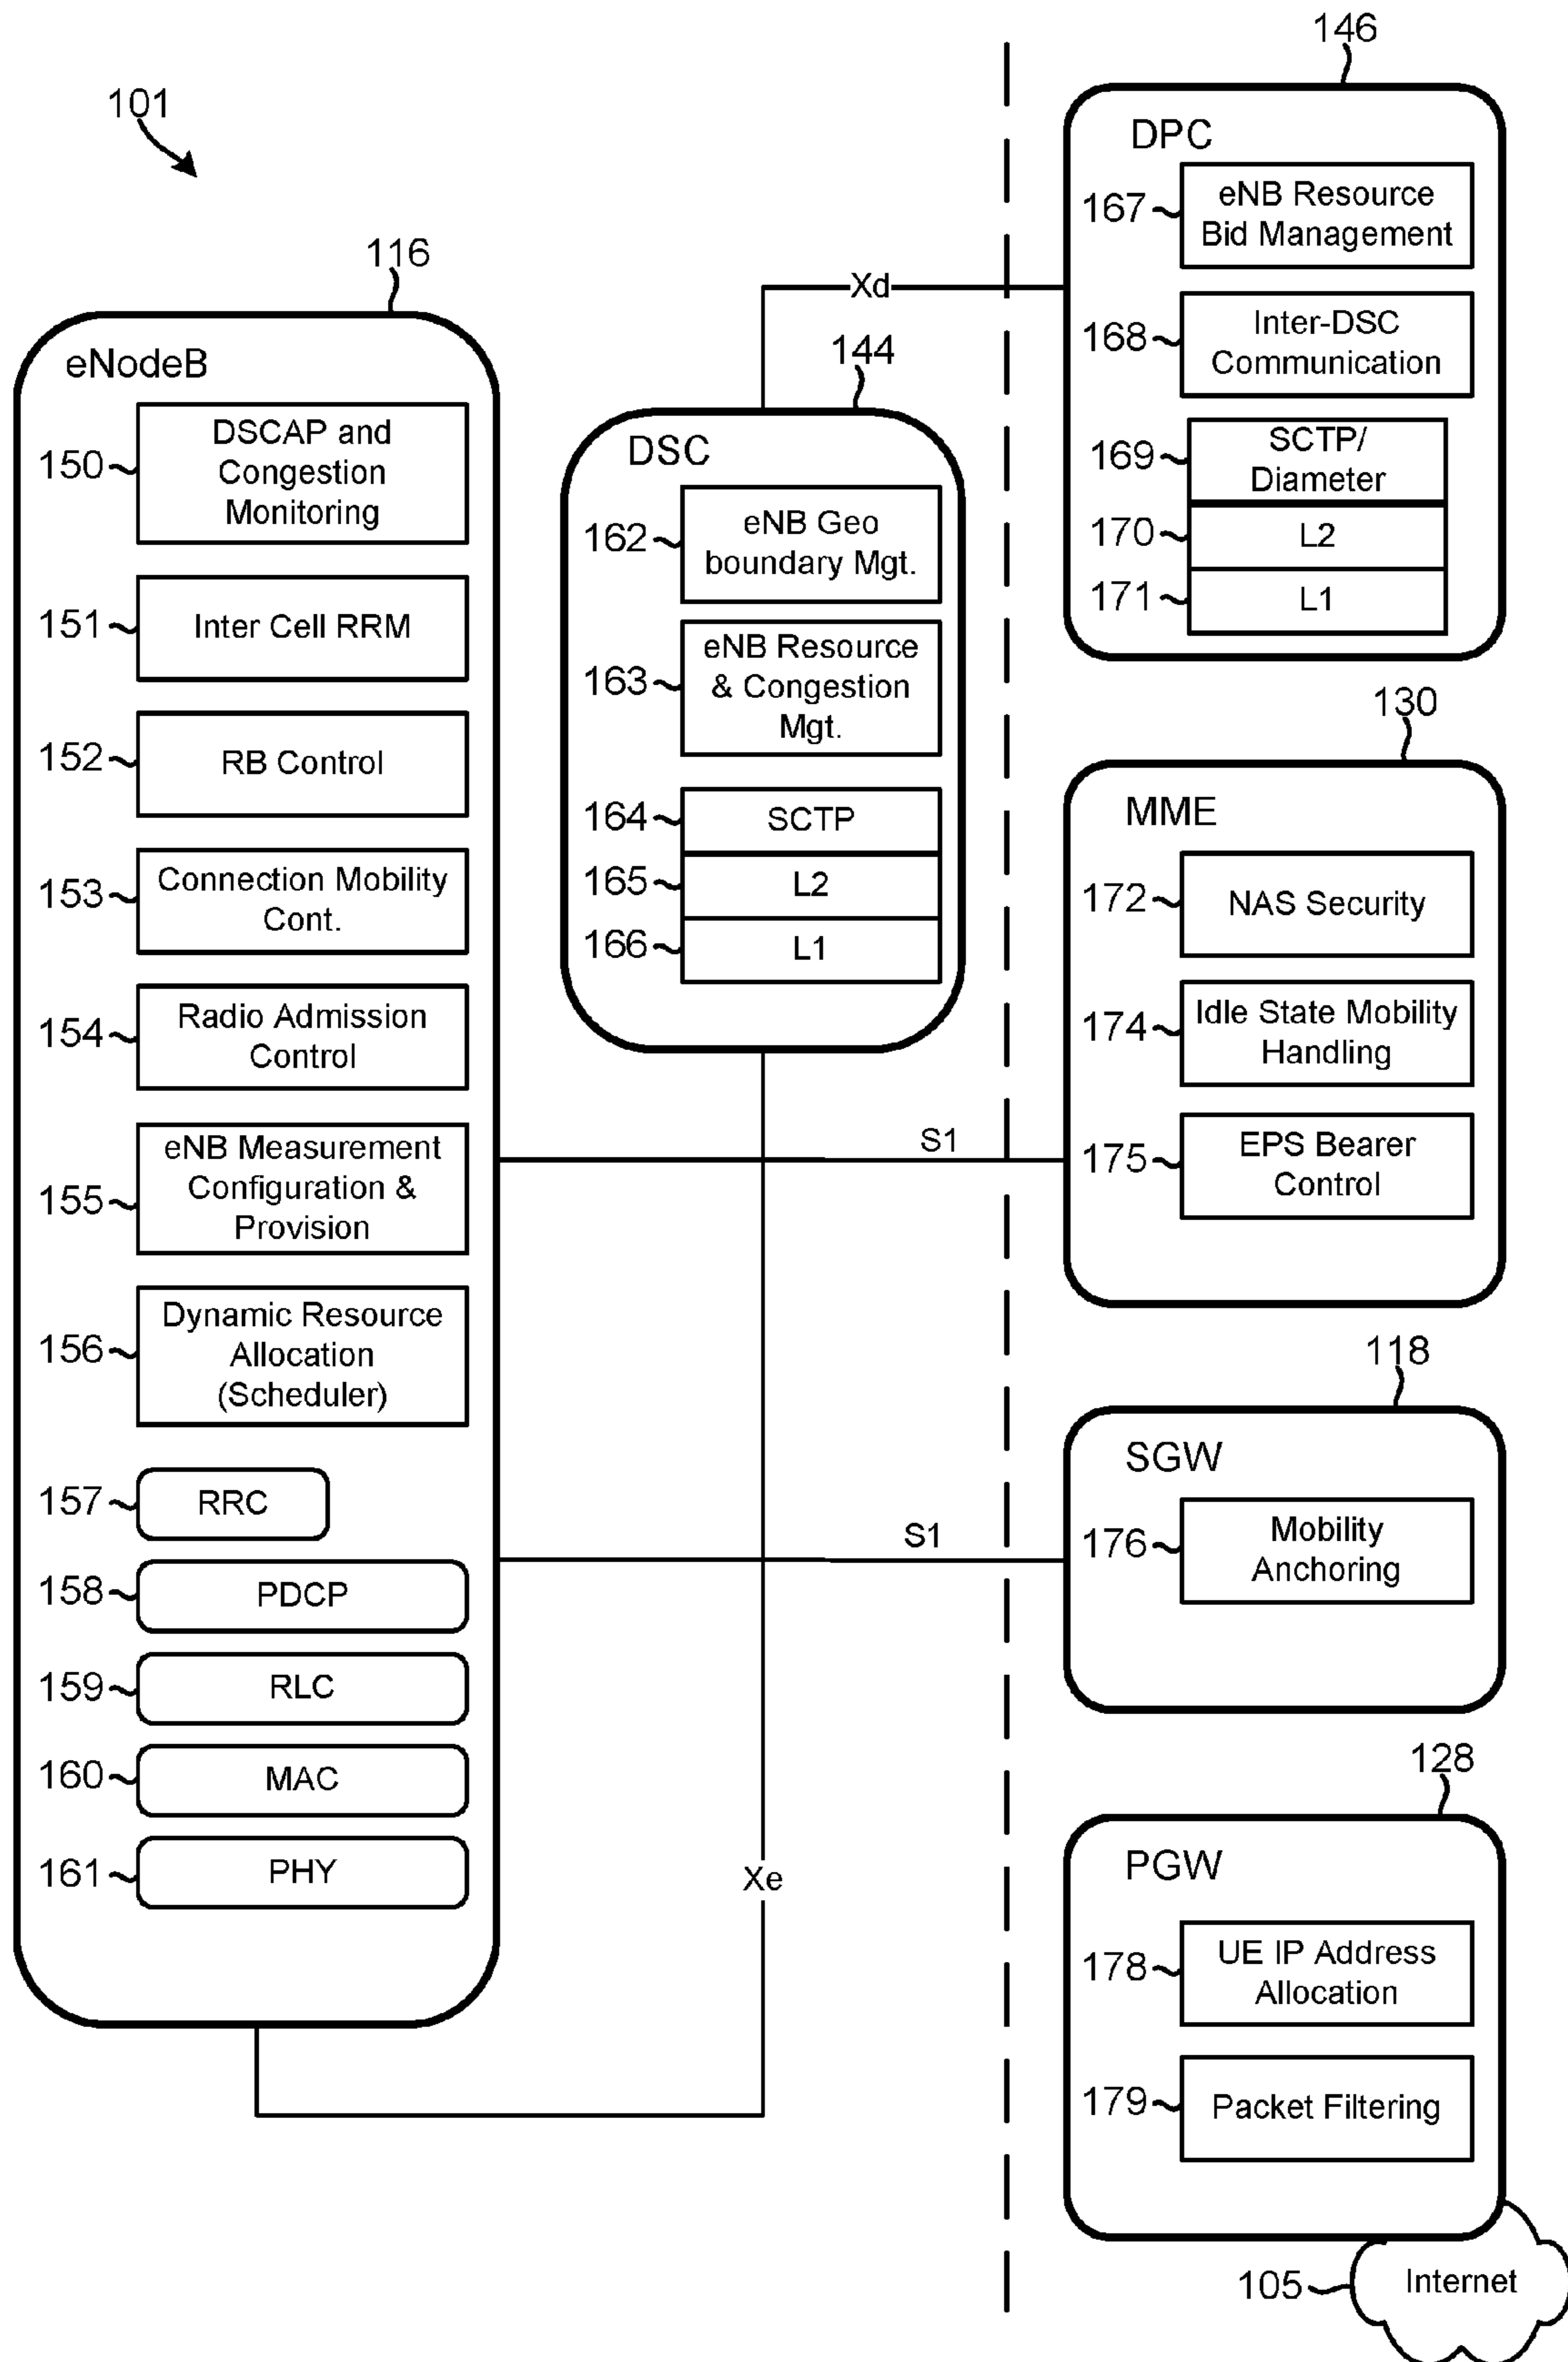 101
116
eNodeB
150
DSCAP and
Congestion
Monitoring
151
Inter Cell RRM
152
RB Control
153
Connection Mobility
Cont.
154
Radio Admission
Control
155
eNB Measurement
Configuration &
Provision
156
Dynamic Resource
Allocation
(Scheduler)
157
RRC
158
PDCP
159
RLC
160
MAC
161
PHY
Xd
144
DSC
162
eNB Geo
boundary Mgt.
163
eNB Resource
& Congestion
Mgt.
164
SCTP
165
L2
166
L1
S1
S1
Xe
146
DPC
167
eNB Resource
Bid Management
168
Inter-DSC
Communication
169
SCTP/
Diameter
170
L2
171
L1
130
MME
172
NAS Security
174
Idle State Mobility
Handling
175
EPS Bearer
Control
118
SGW
176
Mobility
Anchoring
128
PGW
178
UE IP Address
Allocation
179
Packet Filtering
105
Internet